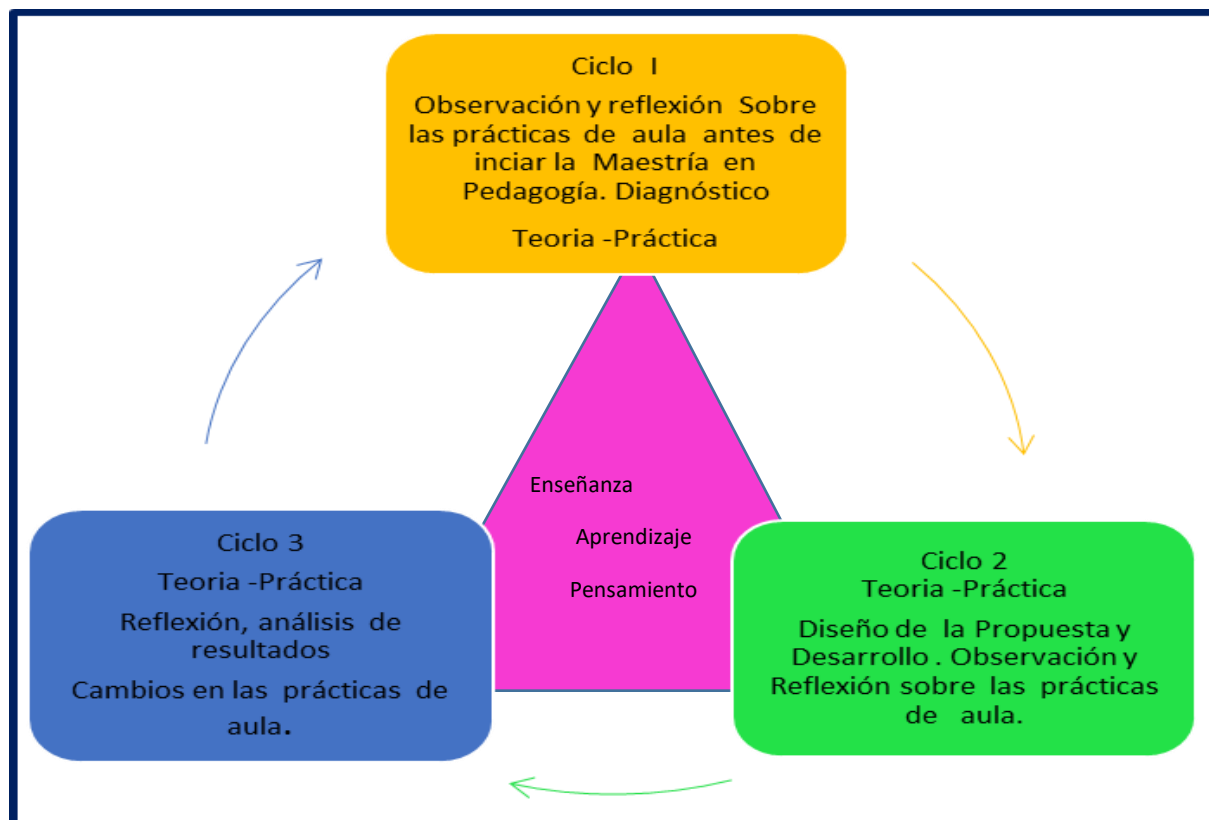 Ciclo I
Observación y reflexión Sobre
las prácticas de aula antes de
inciar la Maestría en
Pedagogía. Diagnóstico
Teoria -Práctica
Enseñanza
Aprendizaje
Pensamiento
Ciclo 2
Teoria -Práctica
Diseño de la Propuesta y
Desarrollo . Observación y
Reflexión sobre las prácticas
de aula.
Ciclo 3
Teoria -Práctica
Reflexión, análisis de
resultados
Cambios en las prácticas de
aula.